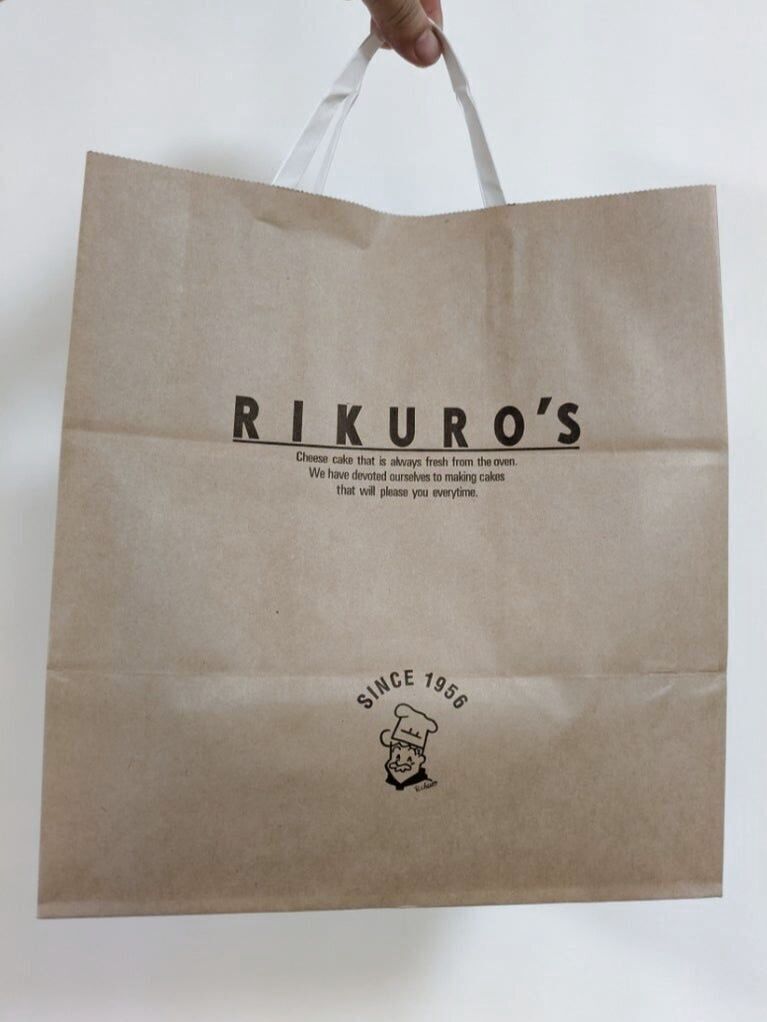 RIKURO'S
Cheese cake that is always fresh from the oven.
We have devoted ourselves to making cakes
that will please you everytime.
SINCE 1956